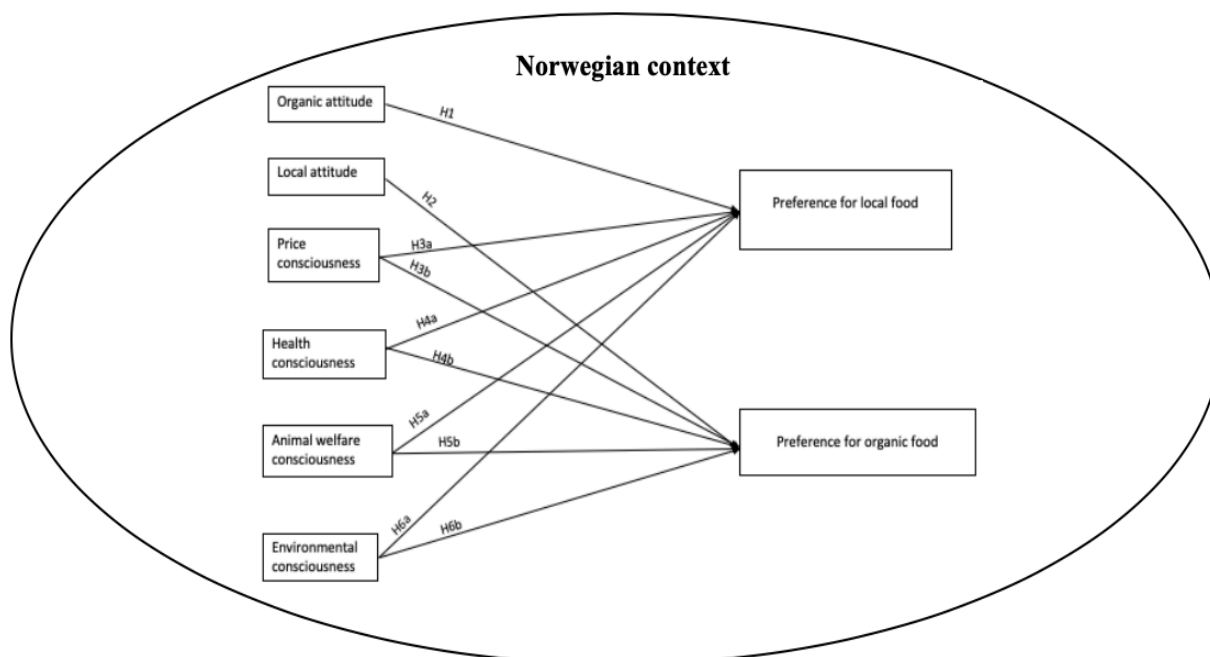 Norwegian context
Organic attitude
H1
Local attitude
H2
Preference for local food
Price
consciousness
H3a
H3b
Health
consciousness
H4a
H4b
Animal welfare
consciousness
H5a
H5b
Preference for organic food
Environmental
consciousness
H6a
H6b